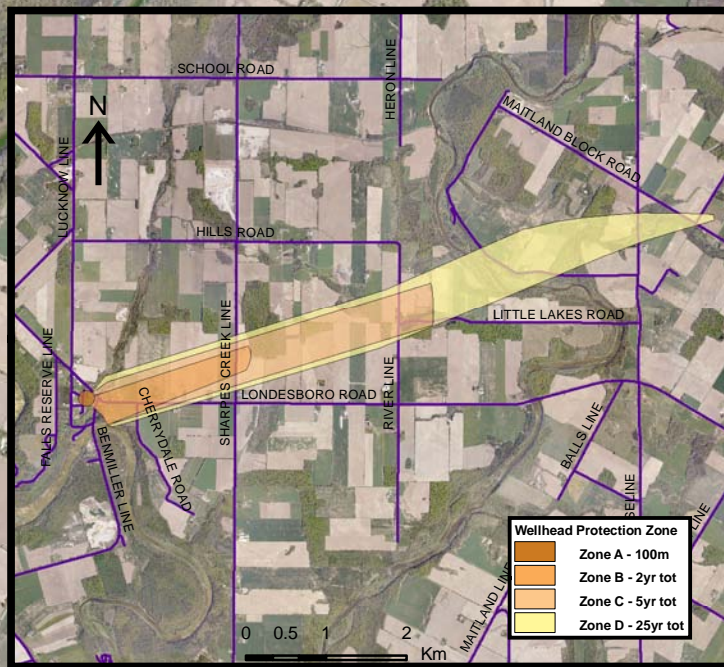 SCHOOL ROAD
HERON LINE
N
MAITLAND BLOCK ROAD
LUCKNOW LINE
HILLS ROAD
LITTLE LAKES ROAD
FALLS RESERVE LINE
SHARPES CREEK LINE
LONDESBORO ROAD
RIVER LINE
CHERRYDALE ROAD
BENMILLER LINE
BALLS LINE
SELINE
LINE
MAITLAND LINE
Wellhead Protection Zone
Zone A - 100m
Zone B - 2yr tot
Zone C - 5yr tot
Zone D - 25yr tot
0 0.5 1 2
Km